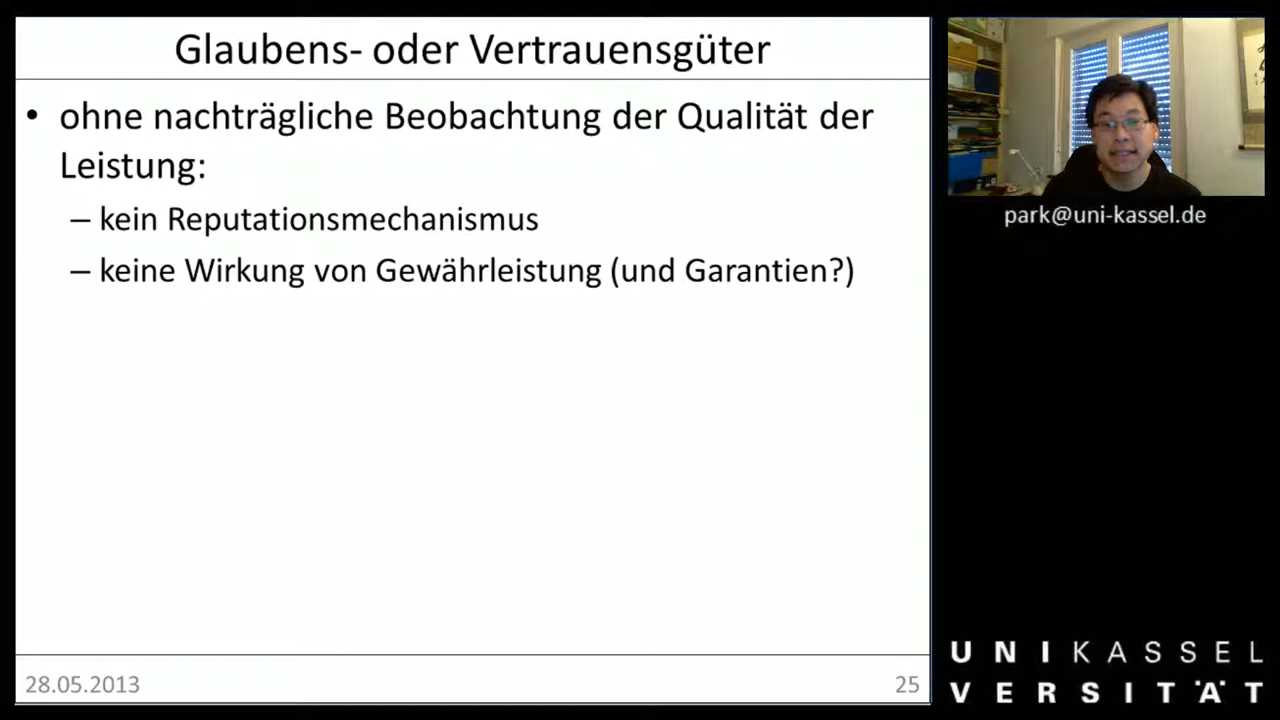 Glaubens- oder Vertrauensgüter
• ohne nachträgliche Beobachtung der Qualität der
Leistung:
– kein Reputationsmechanismus
– keine Wirkung von Gewährleistung (und Garantien?)
28.05.2013
25
park@uni-kassel.de
UNIKASSEL
VERSITÄT